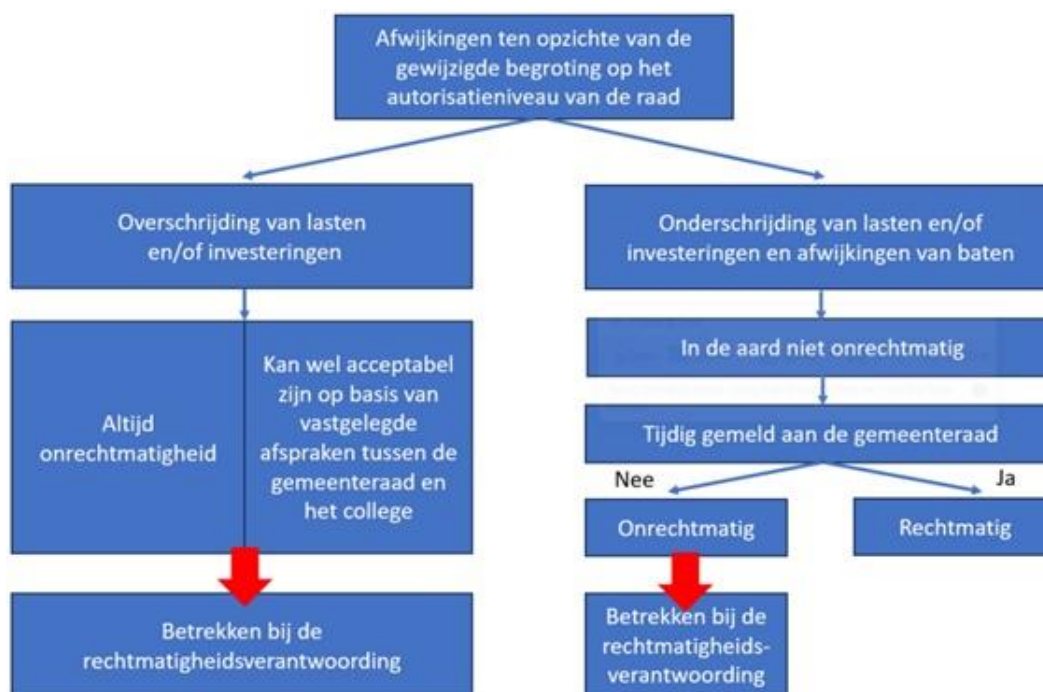 Afwijkingen ten opzichte van de
gewijzigde begroting op het
autorisatieniveau van de raad
Overschrijding van lasten
en/of investeringen
Onderschrijding van lasten en/of
investeringen en afwijkingen van baten
Altijd
onrechtmatigheid
Kan wel acceptabel
zijn op basis van
vastgelegde
afspraken tussen de
gemeenteraad en
het college
In de aard niet onrechtmatig
Tijdig gemeld aan de gemeenteraad
Nee
Ja
Onrechtmatig
Rechtmatig
Betrekken bij de
rechtmatigheidsverantwoording
Betrekken bij de
rechtmatigheids-
verantwoording